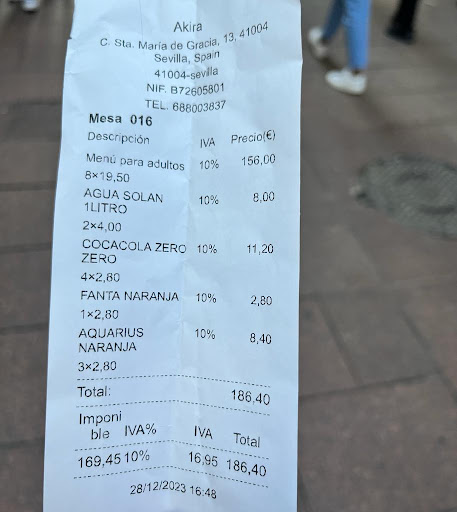 Akira
C. Sta. María de Gracia, 13, 41004
Sevilla, Spain
41004-sevilla
NIF. B72605801
TEL. 688003837
Mesa 016
Descripción IVA Precio(€)
Menú para adultos 10% 156,00
8×19,50
AGUA SOLAN 10% 8,00
1LITRO
2×4,00
COCACOLA ZERO 10% 11,20
ZERO
4×2,80
FANTA NARANJA 10% 2,80
1×2,80
AQUARIUS 10% 8,40
NARANJA
3×2,80
Total: 186,40
Imponi
ble IVA% IVA Total
169,45 10% 16,95 186,40
28/12/2023 16:48